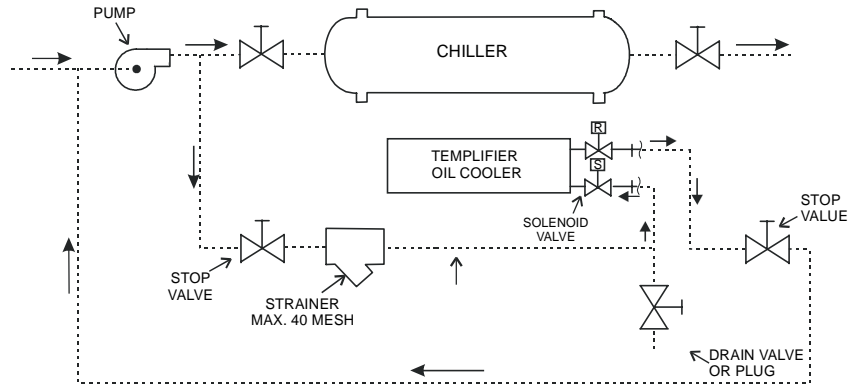 PUMP
CHILLER
R
TEMPLIFIER
OIL COOLER
S
SOLENOID
VALVE
STOP
VALUE
STOP
VALVE
STRAINER
MAX. 40 MESH
DRAIN VALVE
OR PLUG